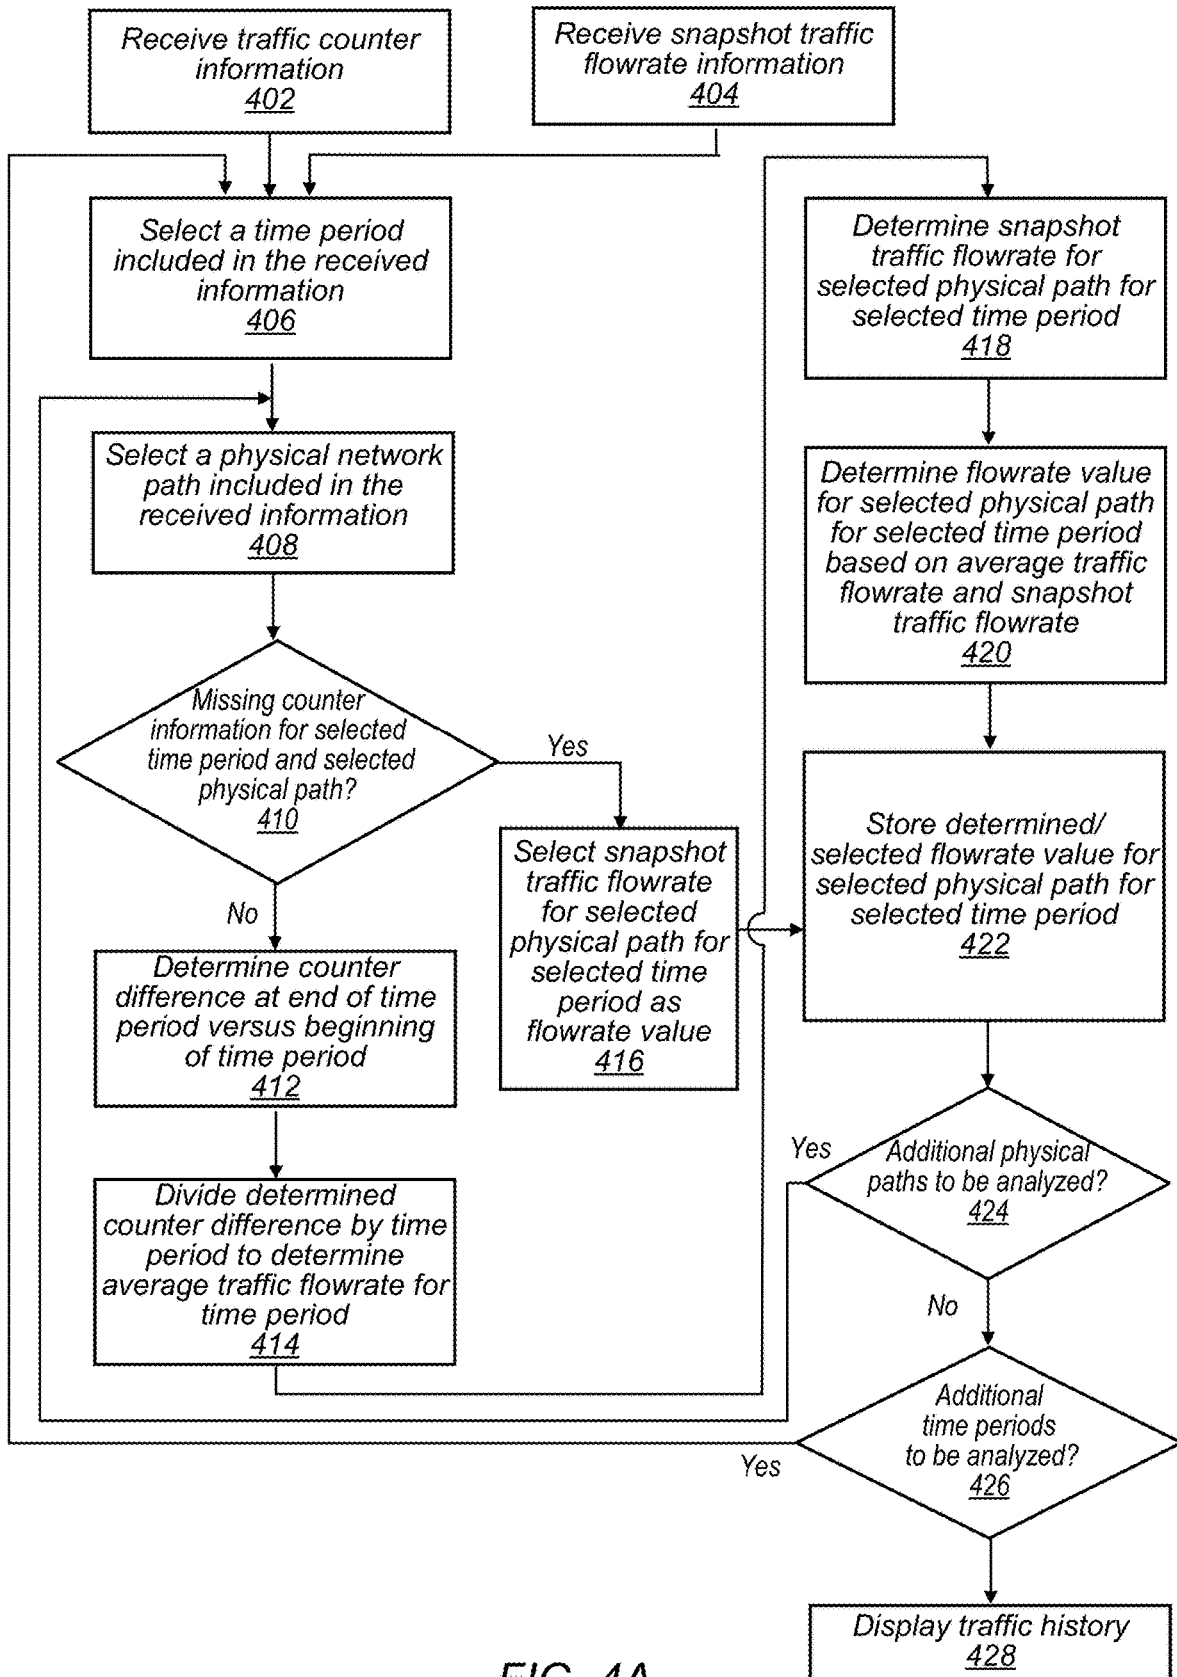 Receive traffic counter
information
402
Receive snapshot traffic
flowrate information
404
Select a time period
included in the received
information
406
Select a physical network
path included in the
received information
408
Missing counter
information for selected
time period and selected
physical path?
410
Yes
No
Select snapshot
traffic flowrate
for selected
physical path for
selected time
period as
flowrate value
416
Determine counter
difference at end of time
period versus beginning
of time period
412
Divide determined
counter difference by time
period to determine
average traffic flowrate for
time period
414
Determine snapshot
traffic flowrate for
selected physical path for
selected time period
418
Determine flowrate value
for selected physical path
for selected time period
based on average traffic
flowrate and snapshot
traffic flowrate
420
Store determined/
selected flowrate value for
selected physical path for
selected time period
422
Additional physical
paths to be analyzed?
424
Yes
No
Additional
time periods
to be analyzed?
426
Yes
Display traffic history
428
FIG. 4A